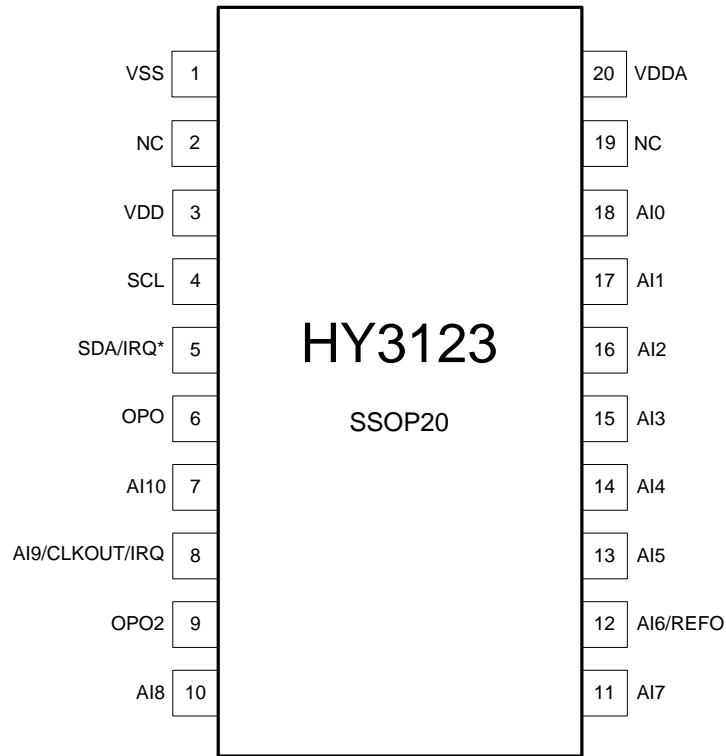 VSS 1
NC 2
VDD 3
SCL 4
SDA/IRQ* 5
OPO 6
AI10 7
AI9/CLKOUT/IRQ 8
OPO2 9
AI8 10
HY3123
SSOP20
20 VDDA
19 NC
18 AI0
17 AI1
16 AI2
15 AI3
14 AI4
13 AI5
12 AI6/REFO
11 AI7